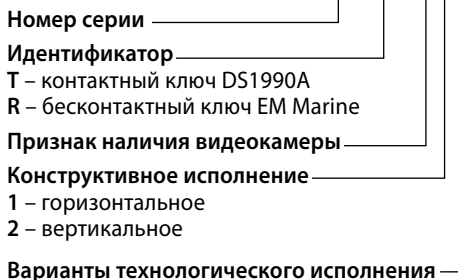 Номер серии
Идентификатор
T – контактный ключ DS1990A
R – бесконтактный ключ EM Marine
Признак наличия видеокамеры
Конструктивное исполнение
1 – горизонтальное
2 – вертикальное
Варианты технологического исполнения